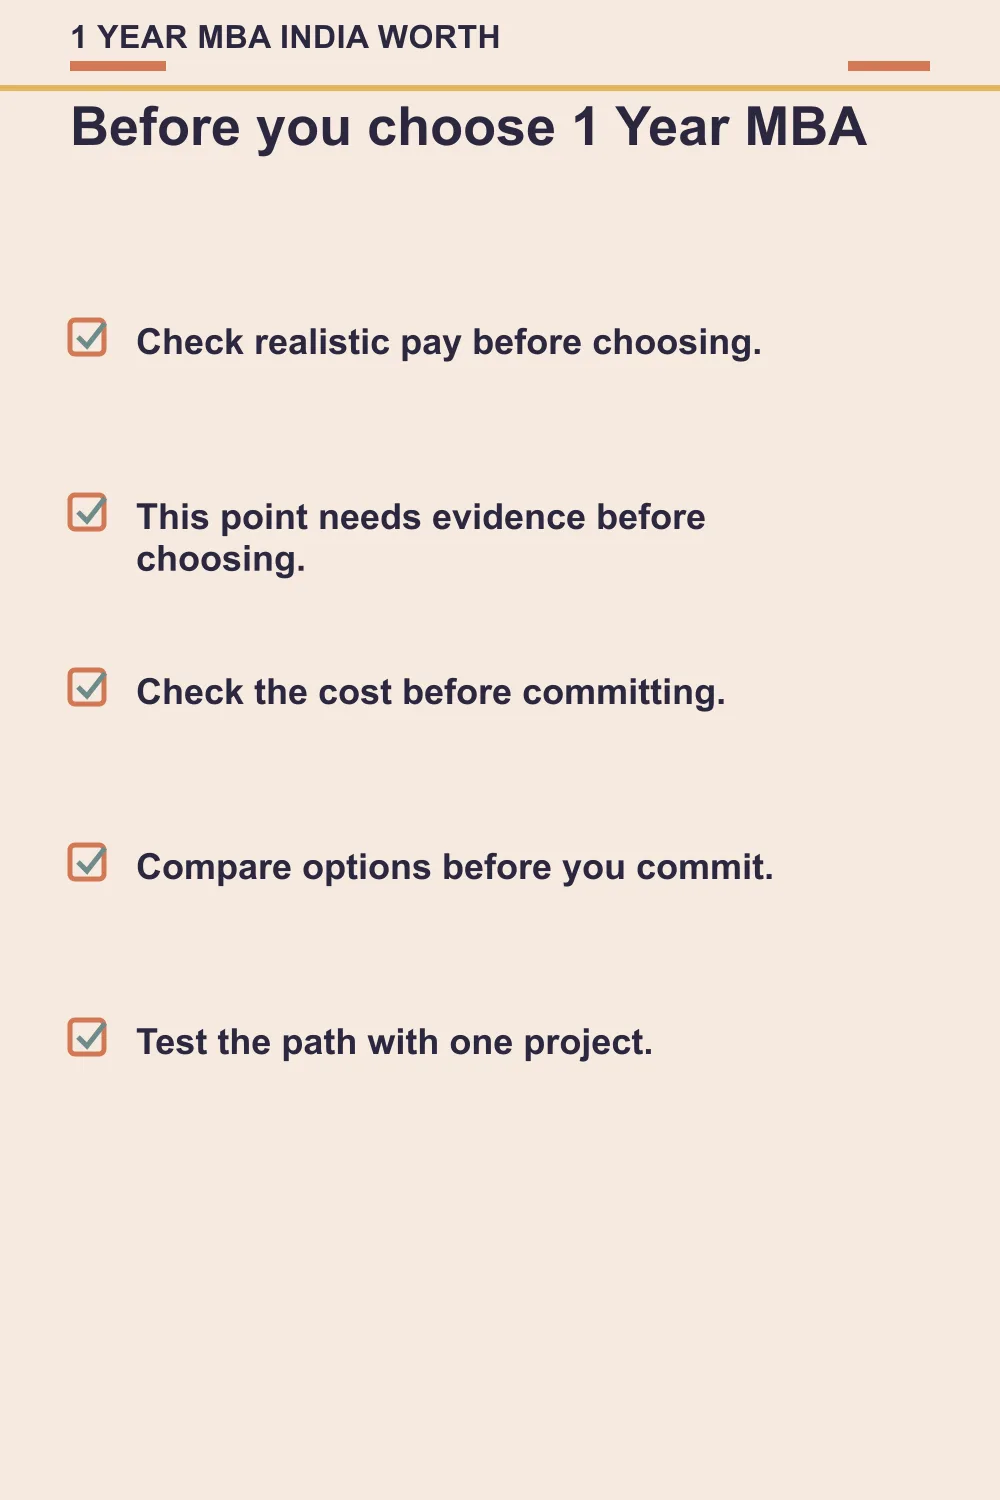 1 YEAR MBA INDIA WORTH
Before you choose 1 Year MBA
Check realistic pay before choosing.
This point needs evidence before
choosing.
Check the cost before committing.
Compare options before you commit.
Test the path with one project.